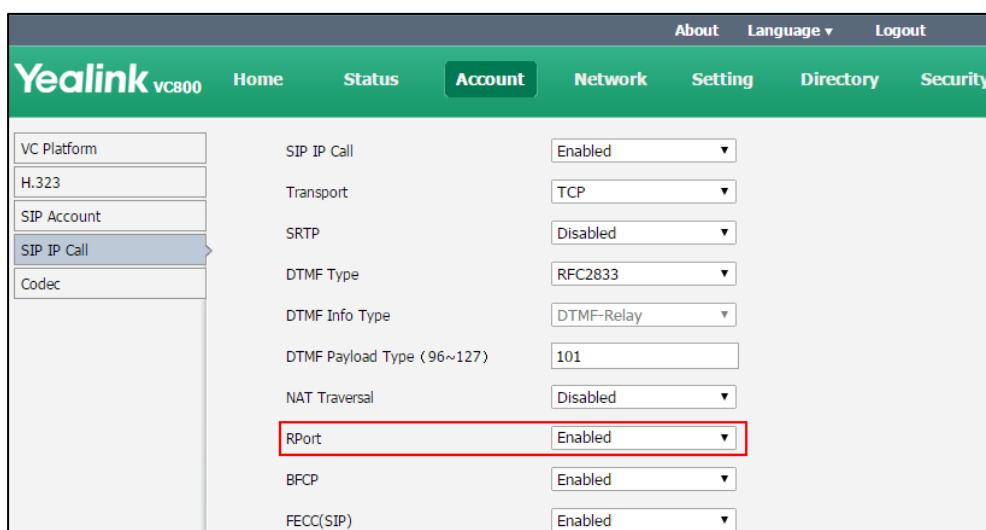 About Language ▾ Logout
Yealink VC800 Home Status Account Network Setting Directory Security
VC Platform
H.323
SIP Account
SIP IP Call
Codec
SIP IP Call Enabled
Transport TCP
SRTP Disabled
DTMF Type RFC2833
DTMF Info Type DTMF-Relay
DTMF Payload Type (96~127) 101
NAT Traversal Disabled
RPort Enabled
BFCP Enabled
FECC(SIP) Enabled